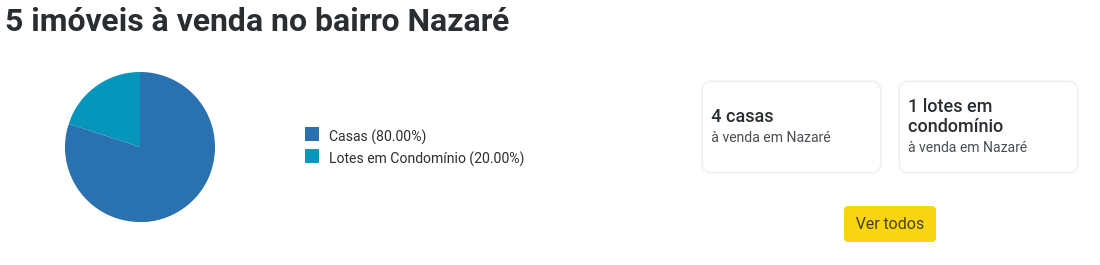 5 imóveis à venda no bairro Nazaré
Casas (80.00%)
Lotes em Condomínio (20.00%)
4 casas
à venda em Nazaré
1 lotes em
condomínio
à venda em Nazaré
Ver todos